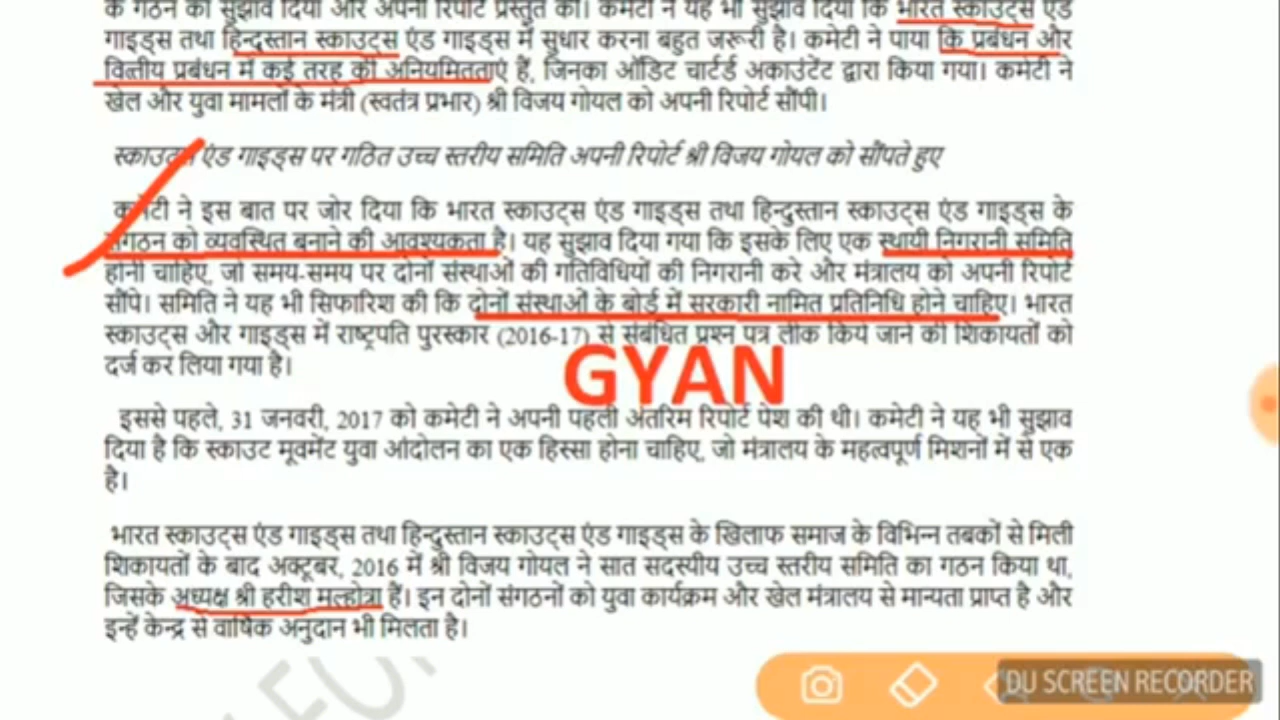 के गठन का सुझाव दिया और अपनी रिपोर्ट प्रस्तुत की। कमेटी ने यह भी सुझाव दिया कि भारत स्काउट्स एंड
गाइड्स तथा हिन्दुस्तान स्काउट्स एंड गाइड्स में सुधार करना बहुत जरूरी है। कमेटी ने पाया कि प्रबंधन और
वित्तीय प्रबंधन में कई तरह की अनियमितताएं हैं, जिनका ऑडिट चार्टर्ड अकाउंटेंट द्वारा किया गया। कमेटी ने
खेल और युवा मामलों के मंत्री (स्वतंत्र प्रभार) श्री विजय गोयल को अपनी रिपोर्ट सौंपी।
स्काउट्स एंड गाइड्स पर गठित उच्च स्तरीय समिति अपनी रिपोर्ट श्री विजय गोयल को सौंपते हुए
कमेटी ने इस बात पर जोर दिया कि भारत स्काउट्स एंड गाइड्स तथा हिन्दुस्तान स्काउट्स एंड गाइड्स के
संगठन को व्यवस्थित बनाने की आवश्यकता है। यह सुझाव दिया गया कि इसके लिए एक स्थायी निगरानी समिति
होनी चाहिए, जो समय-समय पर दोनों संस्थाओं की गतिविधियों की निगरानी करे और मंत्रालय को अपनी रिपोर्ट
सौंपे। समिति ने यह भी सिफारिश की कि दोनों संस्थाओं के बोर्ड में सरकारी नामित प्रतिनिधि होने चाहिए। भारत
स्काउट्स और गाइड्स में राष्ट्रपति पुरस्कार (2016-17) से संबंधित प्रश्न पत्र लीक किये जाने की शिकायतों को
दर्ज कर लिया गया है।
GYAN
इससे पहले, 31 जनवरी, 2017 को कमेटी ने अपनी पहली अंतरिम रिपोर्ट पेश की थी। कमेटी ने यह भी सुझाव
दिया है कि स्काउट मूवमेंट युवा आंदोलन का एक हिस्सा होना चाहिए, जो मंत्रालय के महत्वपूर्ण मिशनों में से एक
है।
भारत स्काउट्स एंड गाइड्स तथा हिन्दुस्तान स्काउट्स एंड गाइड्स के खिलाफ समाज के विभिन्न तबकों से मिली
शिकायतों के बाद अक्टूबर, 2016 में श्री विजय गोयल ने सात सदस्यीय उच्च स्तरीय समिति का गठन किया था,
जिसके अध्यक्ष श्री हरीश मल्होत्रा हैं। इन दोनों संगठनों को युवा कार्यक्रम और खेल मंत्रालय से मान्यता प्राप्त है और
इन्हें केन्द्र से वार्षिक अनुदान भी मिलता है।
DU SCREEN RECORDER